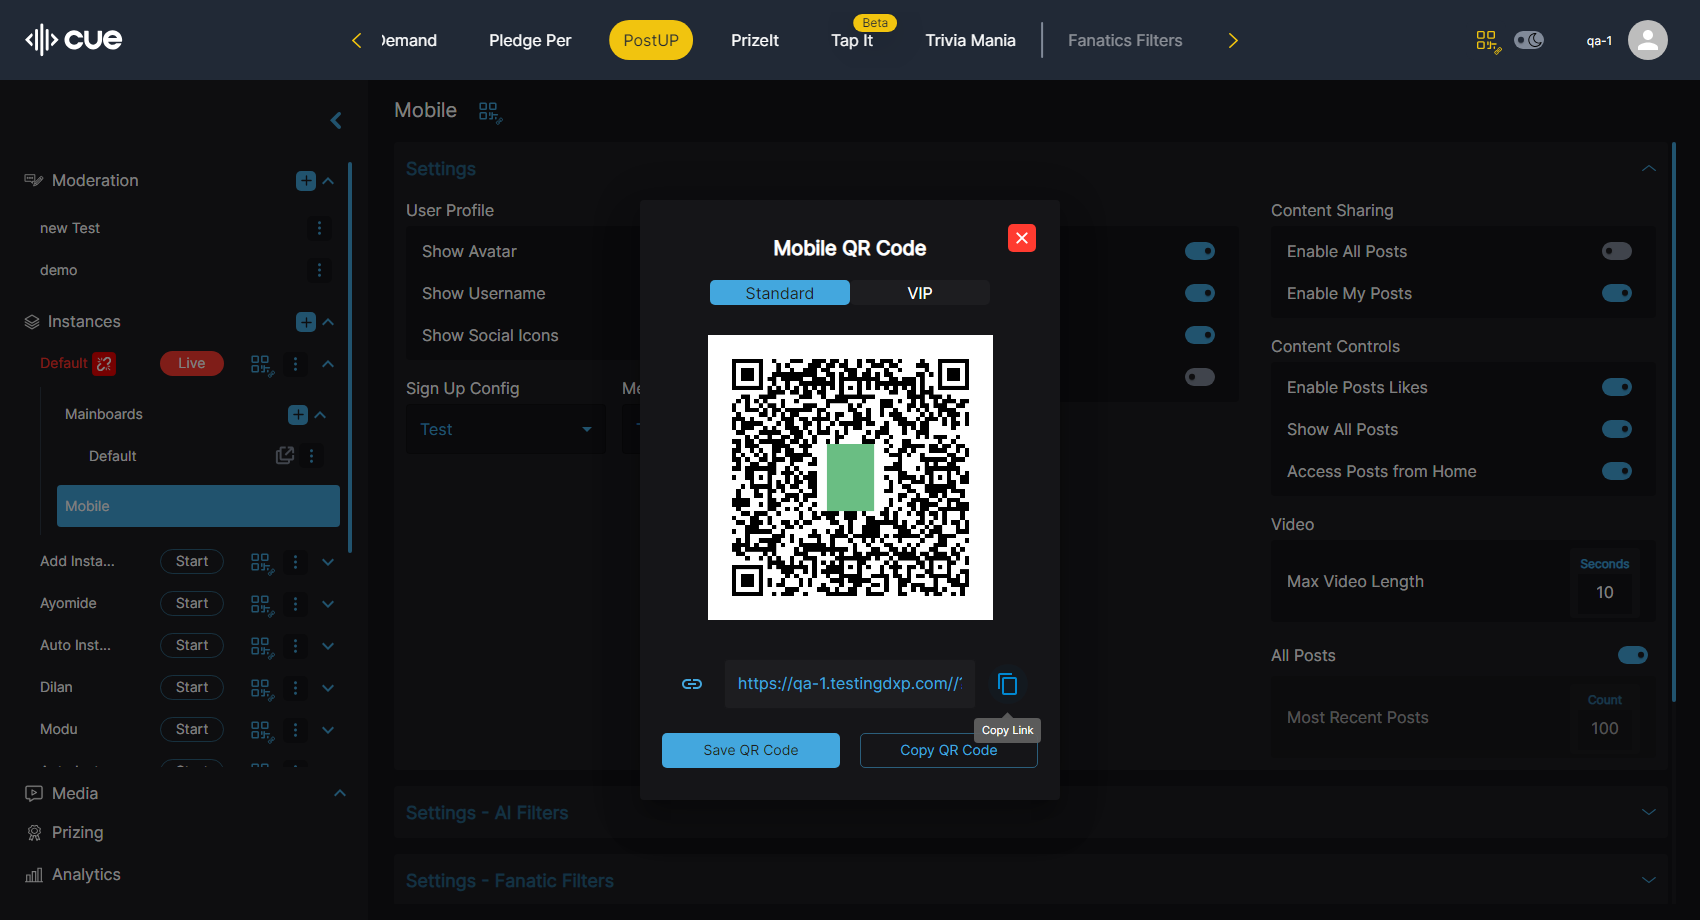 cue
Demand
Pledge Per
PostUP
PrizeIt
Beta
Tap It
Trivia Mania
Fanatics Filters
qa-1
Moderation
new Test
demo
Instances
Default
Live
Mainboards
Default
Mobile
Add Insta...
Start
Ayomide
Start
Auto Inst...
Start
Dilan
Start
Modu
Start
Media
Prizing
Analytics
Mobile
Settings
User Profile
Show Avatar
Show Username
Show Social Icons
Sign Up Config
Test
Content Sharing
Enable All Posts
Enable My Posts
Content Controls
Enable Posts Likes
Show All Posts
Access Posts from Home
Video
Max Video Length
Seconds
10
All Posts
Most Recent Posts
Count
100
Settings - AI Filters
Settings - Fanatic Filters
Mobile QR Code
Standard
VIP
https://qa-1.testingdxp.com//
Copy Link
Save QR Code
Copy QR Code